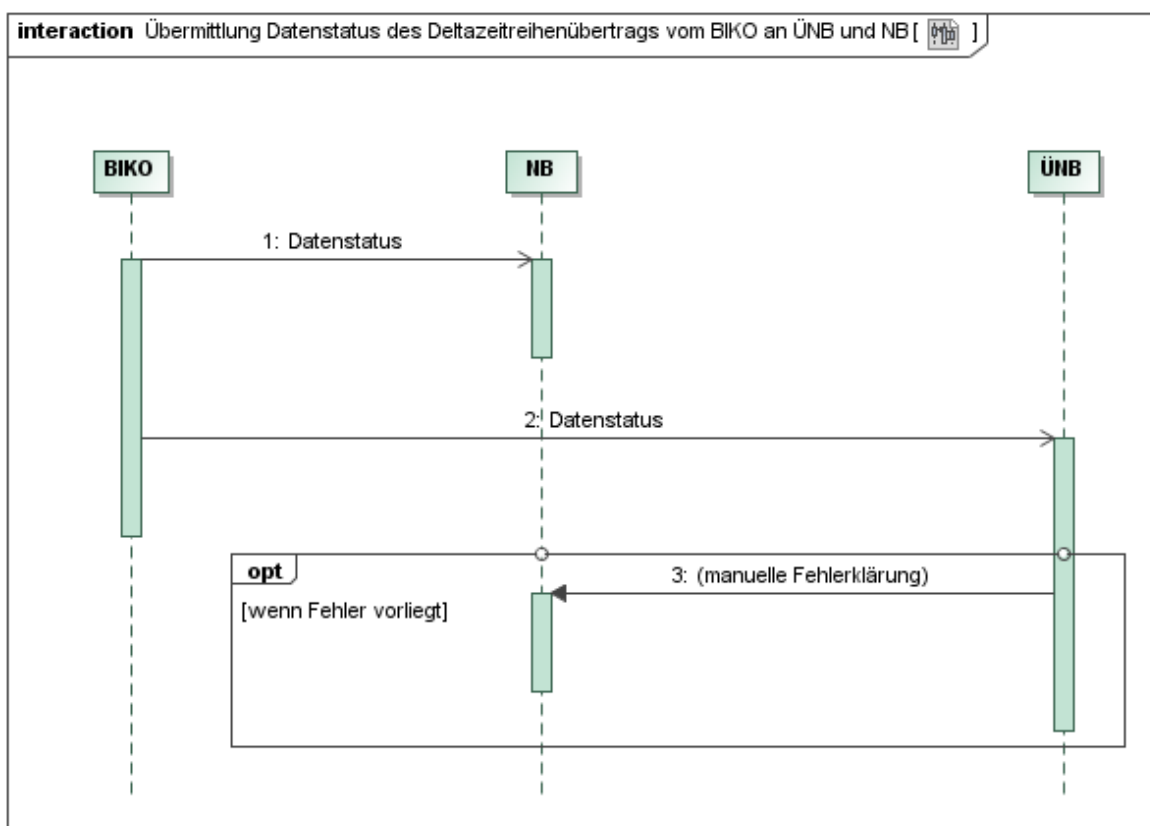 interaction Übermittlung Datenstatus des Deltazeitreihenübertrags vom BIKO an ÜNB und NB [ ]
BIKO
NB
ÜNB
1: Datenstatus
2: Datenstatus
opt
3: (manuelle Fehlerklärung)
[wenn Fehler vorliegt]